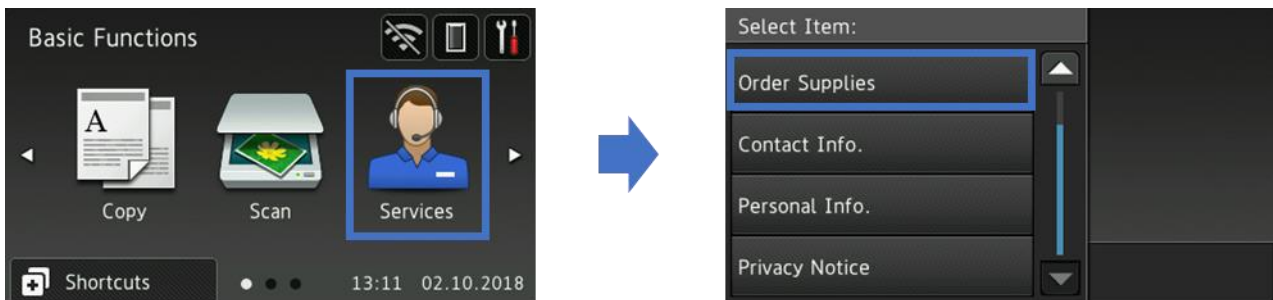 Basic Functions
A
Copy
Scan
Services
Shortcuts
13:11 02.10.2018
Select Item:
Order Supplies
Contact Info.
Personal Info.
Privacy Notice